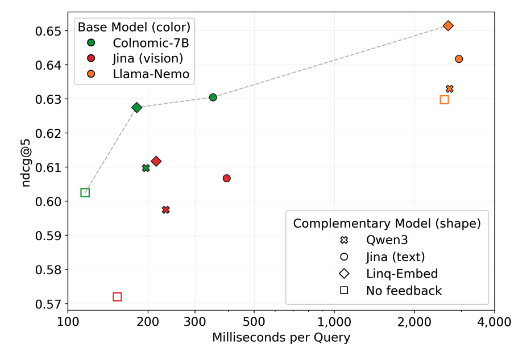 Base Model (color)
Colnomic-7B
Jina (vision)
Llama-Nemo
Complementary Model (shape)
Qwen3
Jina (text)
Linq-Embed
No feedback
ndcg@5
0.65
0.64
0.63
0.62
0.61
0.60
0.59
0.58
0.57
100
200
300
500
1,000
2,000
4,000
Milliseconds per Query